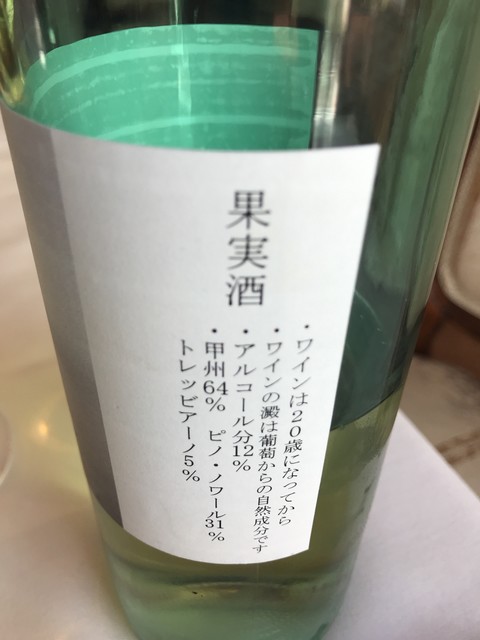 果実酒
・ワインは20歳になってから
・ワインの澱は葡萄からの自然成分です
・アルコール分12%
・甲州64% ピノ・ノワール31%
トレッビアーノ5%